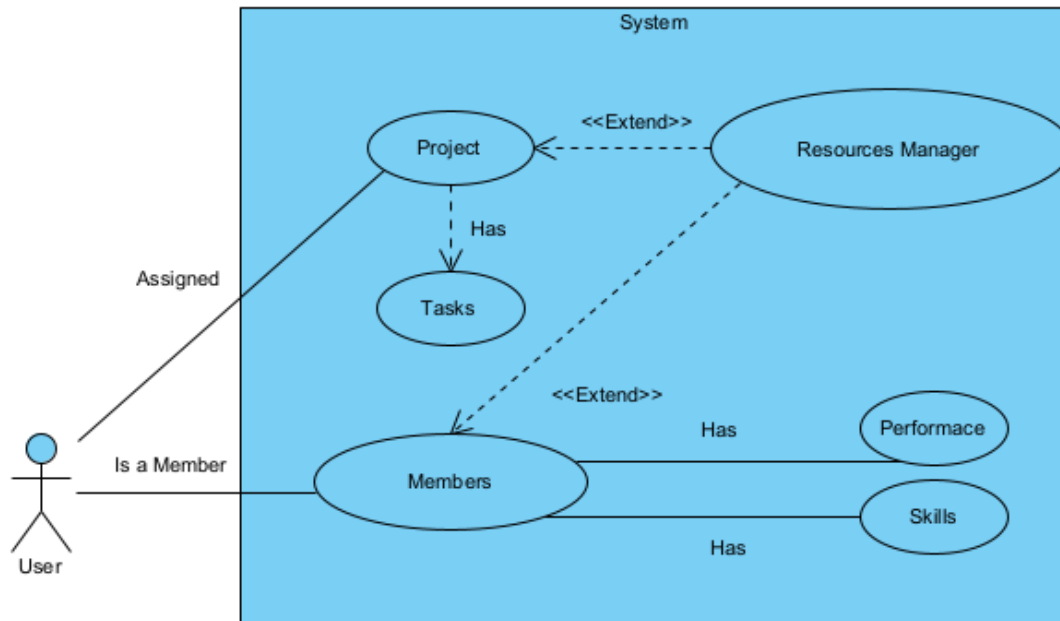 System
<<Extend>>
Project
Resources Manager
Has
Assigned
Tasks
<<Extend>>
Has
Performace
Is a Member
Members
Skills
Has
User